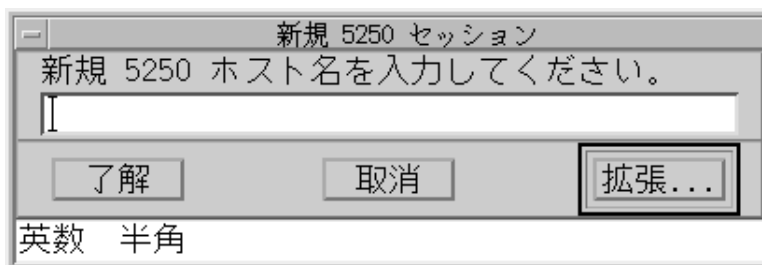 新規 5250 セッション
新規 5250 ホスト名を入力してください。
了解 取消 拡張...
英数 半角